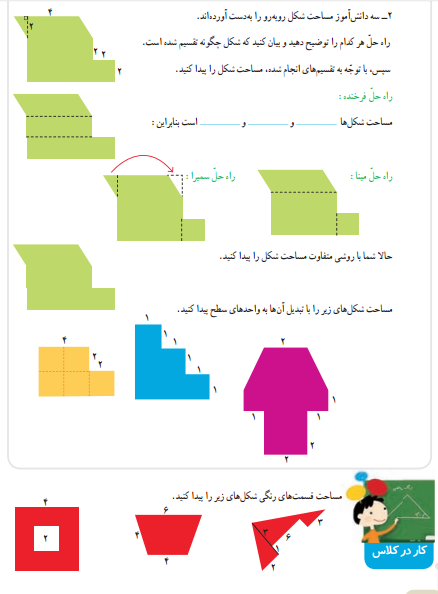 ۲ـ سه دانش‌آموز مساحت شکل روبه‌رو را به‌دست آورده‌اند.
راه حلّ هر کدام را توضیح دهید و بیان کنید که شکل چگونه تقسیم شده است.
سپس، با توجّه به تقسیم‌های انجام شده، مساحت شکل را پیدا کنید.
۴
۲
۲ ۲
۲
راه حلّ فرخنده :
مساحت شکل‌ها ـ و ـ و ـ است بنابراین :
راه حلّ مینا :
راه حلّ سمیرا :
حالا شما با روشی متفاوت مساحت شکل را پیدا کنید.
مساحت شکل‌های زیر را با تبدیل آن‌ها به واحدهای سطح پیدا کنید.
۲
۱
۱ ۱
۲
۲
۱
۱
۱
۱
۱
۱
۴
۲
۲
مساحت قسمت‌های رنگی شکل‌های زیر را پیدا کنید.
کار در کلاس
۳
۳
۶
۱
۲
۶
۴
۴
۴
۲